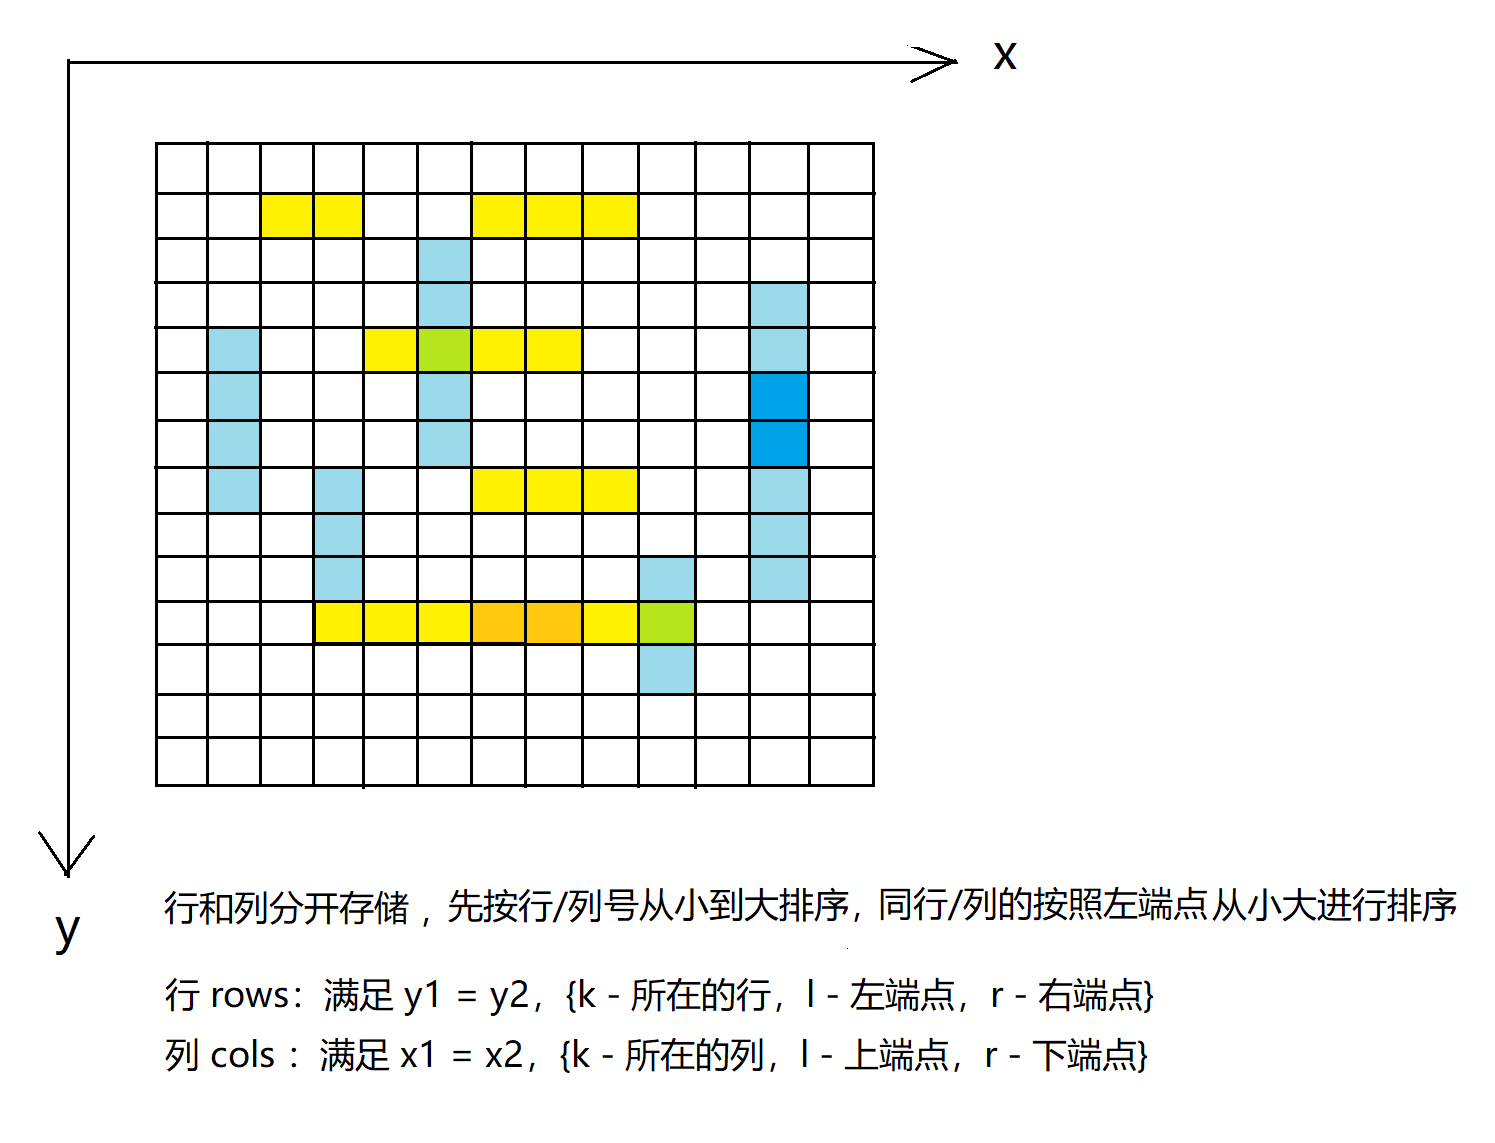 x
y
行和列分开存储，先按行/列号从小到大排序，同行/列的按照左端点从小大进行排序
行 rows：满足 y1 = y2，{k - 所在的行，l - 左端点，r - 右端点}
列 cols ：满足 x1 = x2，{k - 所在的列，l - 上端点，r - 下端点}